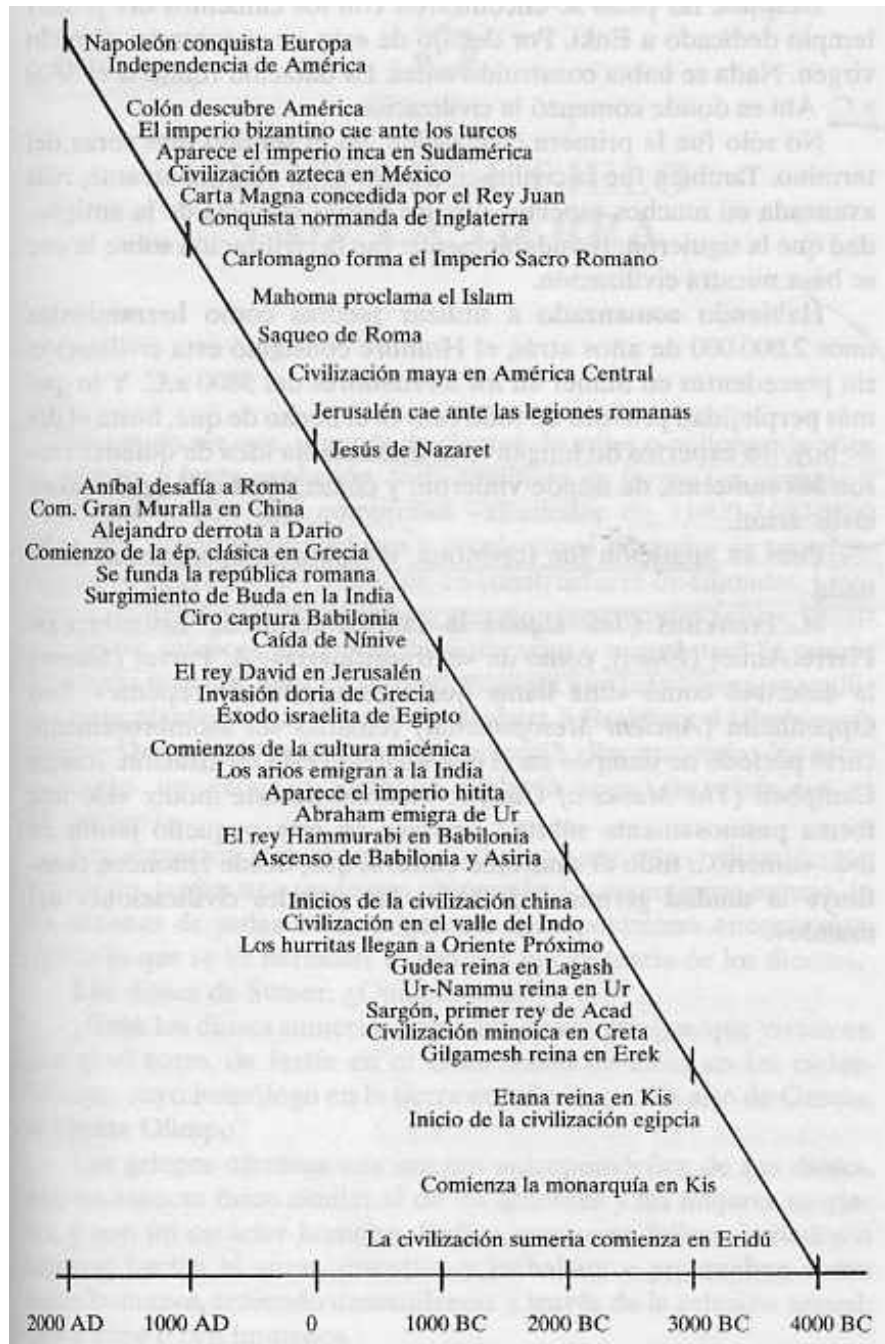 Napoleón conquista Europa
Independencia de América
Colón descubre América
El imperio bizantino cae ante los turcos
Aparece el imperio inca en Sudamérica
Civilización azteca en México
Carta Magna concedida por el Rey Juan
Conquista normanda de Inglaterra
Carlomagno forma el Imperio Sacro Romano
Mahoma proclama el Islam
Saqueo de Roma
Civilización maya en América Central
Jerusalén cae ante las legiones romanas
Jesús de Nazaret
Aníbal desafía a Roma
Com. Gran Muralla en China
Alejandro derrota a Dario
Comienzo de la ép. clásica en Grecia
Se funda la república romana
Surgimiento de Buda en la India
Ciro captura Babilonia
Caída de Nínive
El rey David en Jerusalén
Invasión doria de Grecia
Éxodo israelita de Egipto
Comienzos de la cultura micénica
Los arios emigran a la India
Aparece el imperio hitita
Abraham emigra de Ur
El rey Hammurabi en Babilonia
Ascenso de Babilonia y Asiria
Inicios de la civilización china
Civilización en el valle del Indo
Los hurritas llegan a Oriente Próximo
Gudea reina en Lagash
Ur-Nammu reina en Ur
Sargón, primer rey de Acad
Civilización minoica en Creta
Gilgamesh reina en Erek
Etana reina en Kis
Inicio de la civilización egipcia
Comienza la monarquía en Kis
La civilización sumeria comienza en Eridú
2000 AD 1000 AD 0 1000 BC 2000 BC 3000 BC 4000 BC